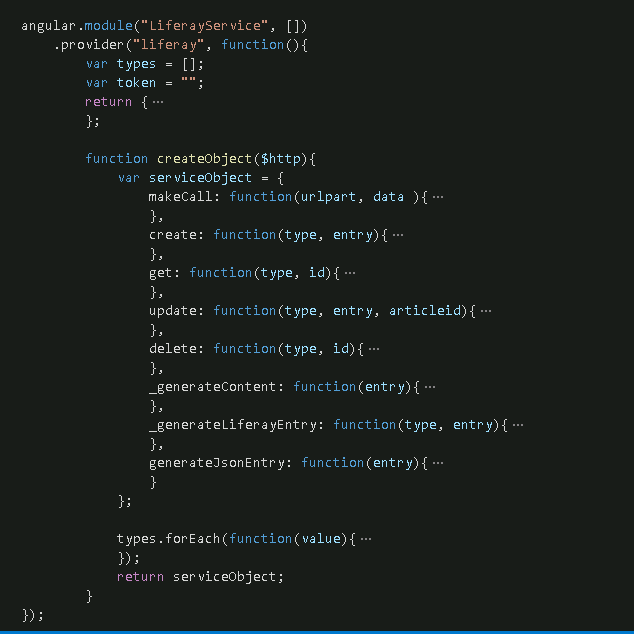 angular.module("LiferayService", [])
    .provider("liferay", function(){
        var types = [];
        var token = "";
        return {···
        };

        function createObject($http){
            var serviceObject = {
                makeCall: function(urlpart, data ){···
                },
                create: function(type, entry){···
                },
                get: function(type, id){···
                },
                update: function(type, entry, articleid){···
                },
                delete: function(type, id){···
                },
                _generateContent: function(entry){···
                },
                _generateLiferayEntry: function(type, entry){···
                },
                generateJsonEntry: function(entry){···
                }
            };

            types.forEach(function(value){···
            });
            return serviceObject;
        }
});